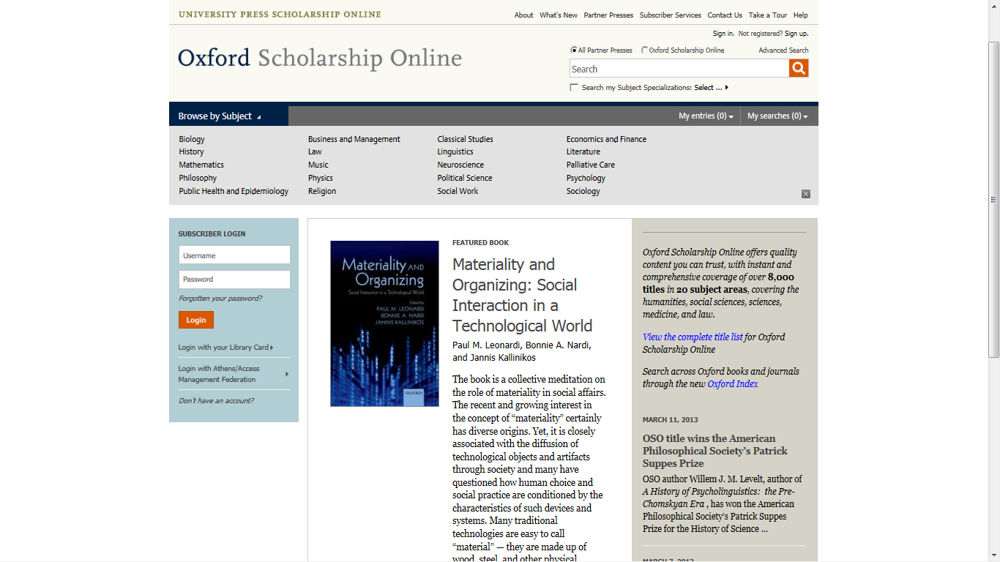 UNIVERSITY PRESS SCHOLARSHIP ONLINE
About What's New Partner Presses Subscriber Services Contact Us Take a Tour Help
Sign in. Not registered? Sign up.
Oxford Scholarship Online
All Partner Presses Oxford Scholarship Online Advanced Search
Search
Search my Subject Specializations: Select ...
Browse by Subject
My entries (0) My searches (0)
Biology Business and Management Classical Studies Economics and Finance
History Law Linguistics Literature
Mathematics Music Neuroscience Palliative Care
Philosophy Physics Political Science Psychology
Public Health and Epidemiology Religion Social Work Sociology
SUBSCRIBER LOGIN
Username
Password
Forgotten your password?
Login
Login with your Library Card
Login with Athens/Access
Management Federation
Don't have an account?
Materiality AND
Organizing
Social Interaction in a Technological World
Edited by
PAUL M. LEONARDI
BONNIE A. NARDI
JANNIS KALLINIKOS
OXFORD
FEATURED BOOK
Materiality and
Organizing: Social
Interaction in a
Technological World
Paul M. Leonardi, Bonnie A. Nardi,
and Jannis Kallinikos
The book is a collective meditation on
the role of materiality in social affairs.
The recent and growing interest in
the concept of “materiality” certainly
has diverse origins. Yet, it is closely
associated with the diffusion of
technological objects and artifacts
through society and many have
questioned how human choice and
social practice are conditioned by the
characteristics of such devices and
systems. Many traditional
technologies are easy to call
“material” — they are made up of
wood, steel, and other physical
Oxford Scholarship Online offers quality
content you can trust, with instant and
comprehensive coverage of over 8,000
titles in 20 subject areas, covering the
humanities, social sciences, sciences,
medicine, and law.
View the complete title list for Oxford
Scholarship Online
Search across Oxford books and journals
through the new Oxford Index
MARCH 11, 2013
OSO title wins the American
Philosophical Society’s Patrick
Suppes Prize
OSO author Willem J. M. Levelt, author of
A History of Psycholinguistics: the Pre-
Chomskyan Era , has won the American
Philosophical Society’s Patrick Suppes
Prize for the History of Science ...
MARCH 7, 2013